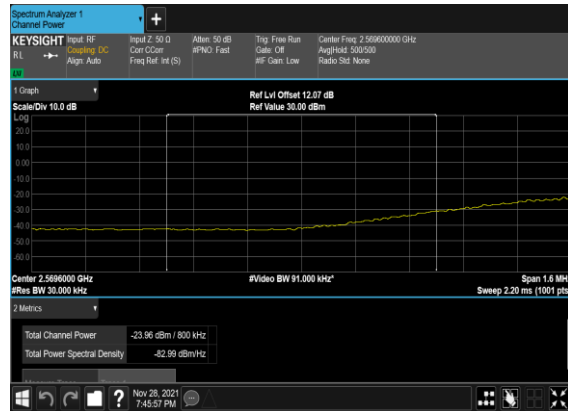 Spectrum Analyzer 1
Channel Power
+
KEYSIGHT Input: RF Input Z: 50 Ω Atten: 50 dB Trig: Free Run Center Freq: 2.569600000 GHz
RL Coupling: DC Corr CCorr #PNO: Fast Gate: Off Avg|Hold: 500/500
Align: Auto Freq Ref: Int (S) #IF Gain: Low Radio Std: None
1 Graph
Ref Lvl Offset 12.07 dB
Scale/Div 10.0 dB Ref Value 30.00 dBm
Log
20.0
10.0
0.00
-10.0
-20.0
-30.0
-40.0
-50.0
-60.0
Center 2.5696000 GHz #Video BW 91.000 kHz* Span 1.6 MH
#Res BW 30.000 kHz Sweep 2.20 ms (1001 pts
2 Metrics
Total Channel Power -23.96 dBm / 800 kHz
Total Power Spectral Density -82.99 dBm/Hz
?
Nov 28, 2021
7:45:57 PM